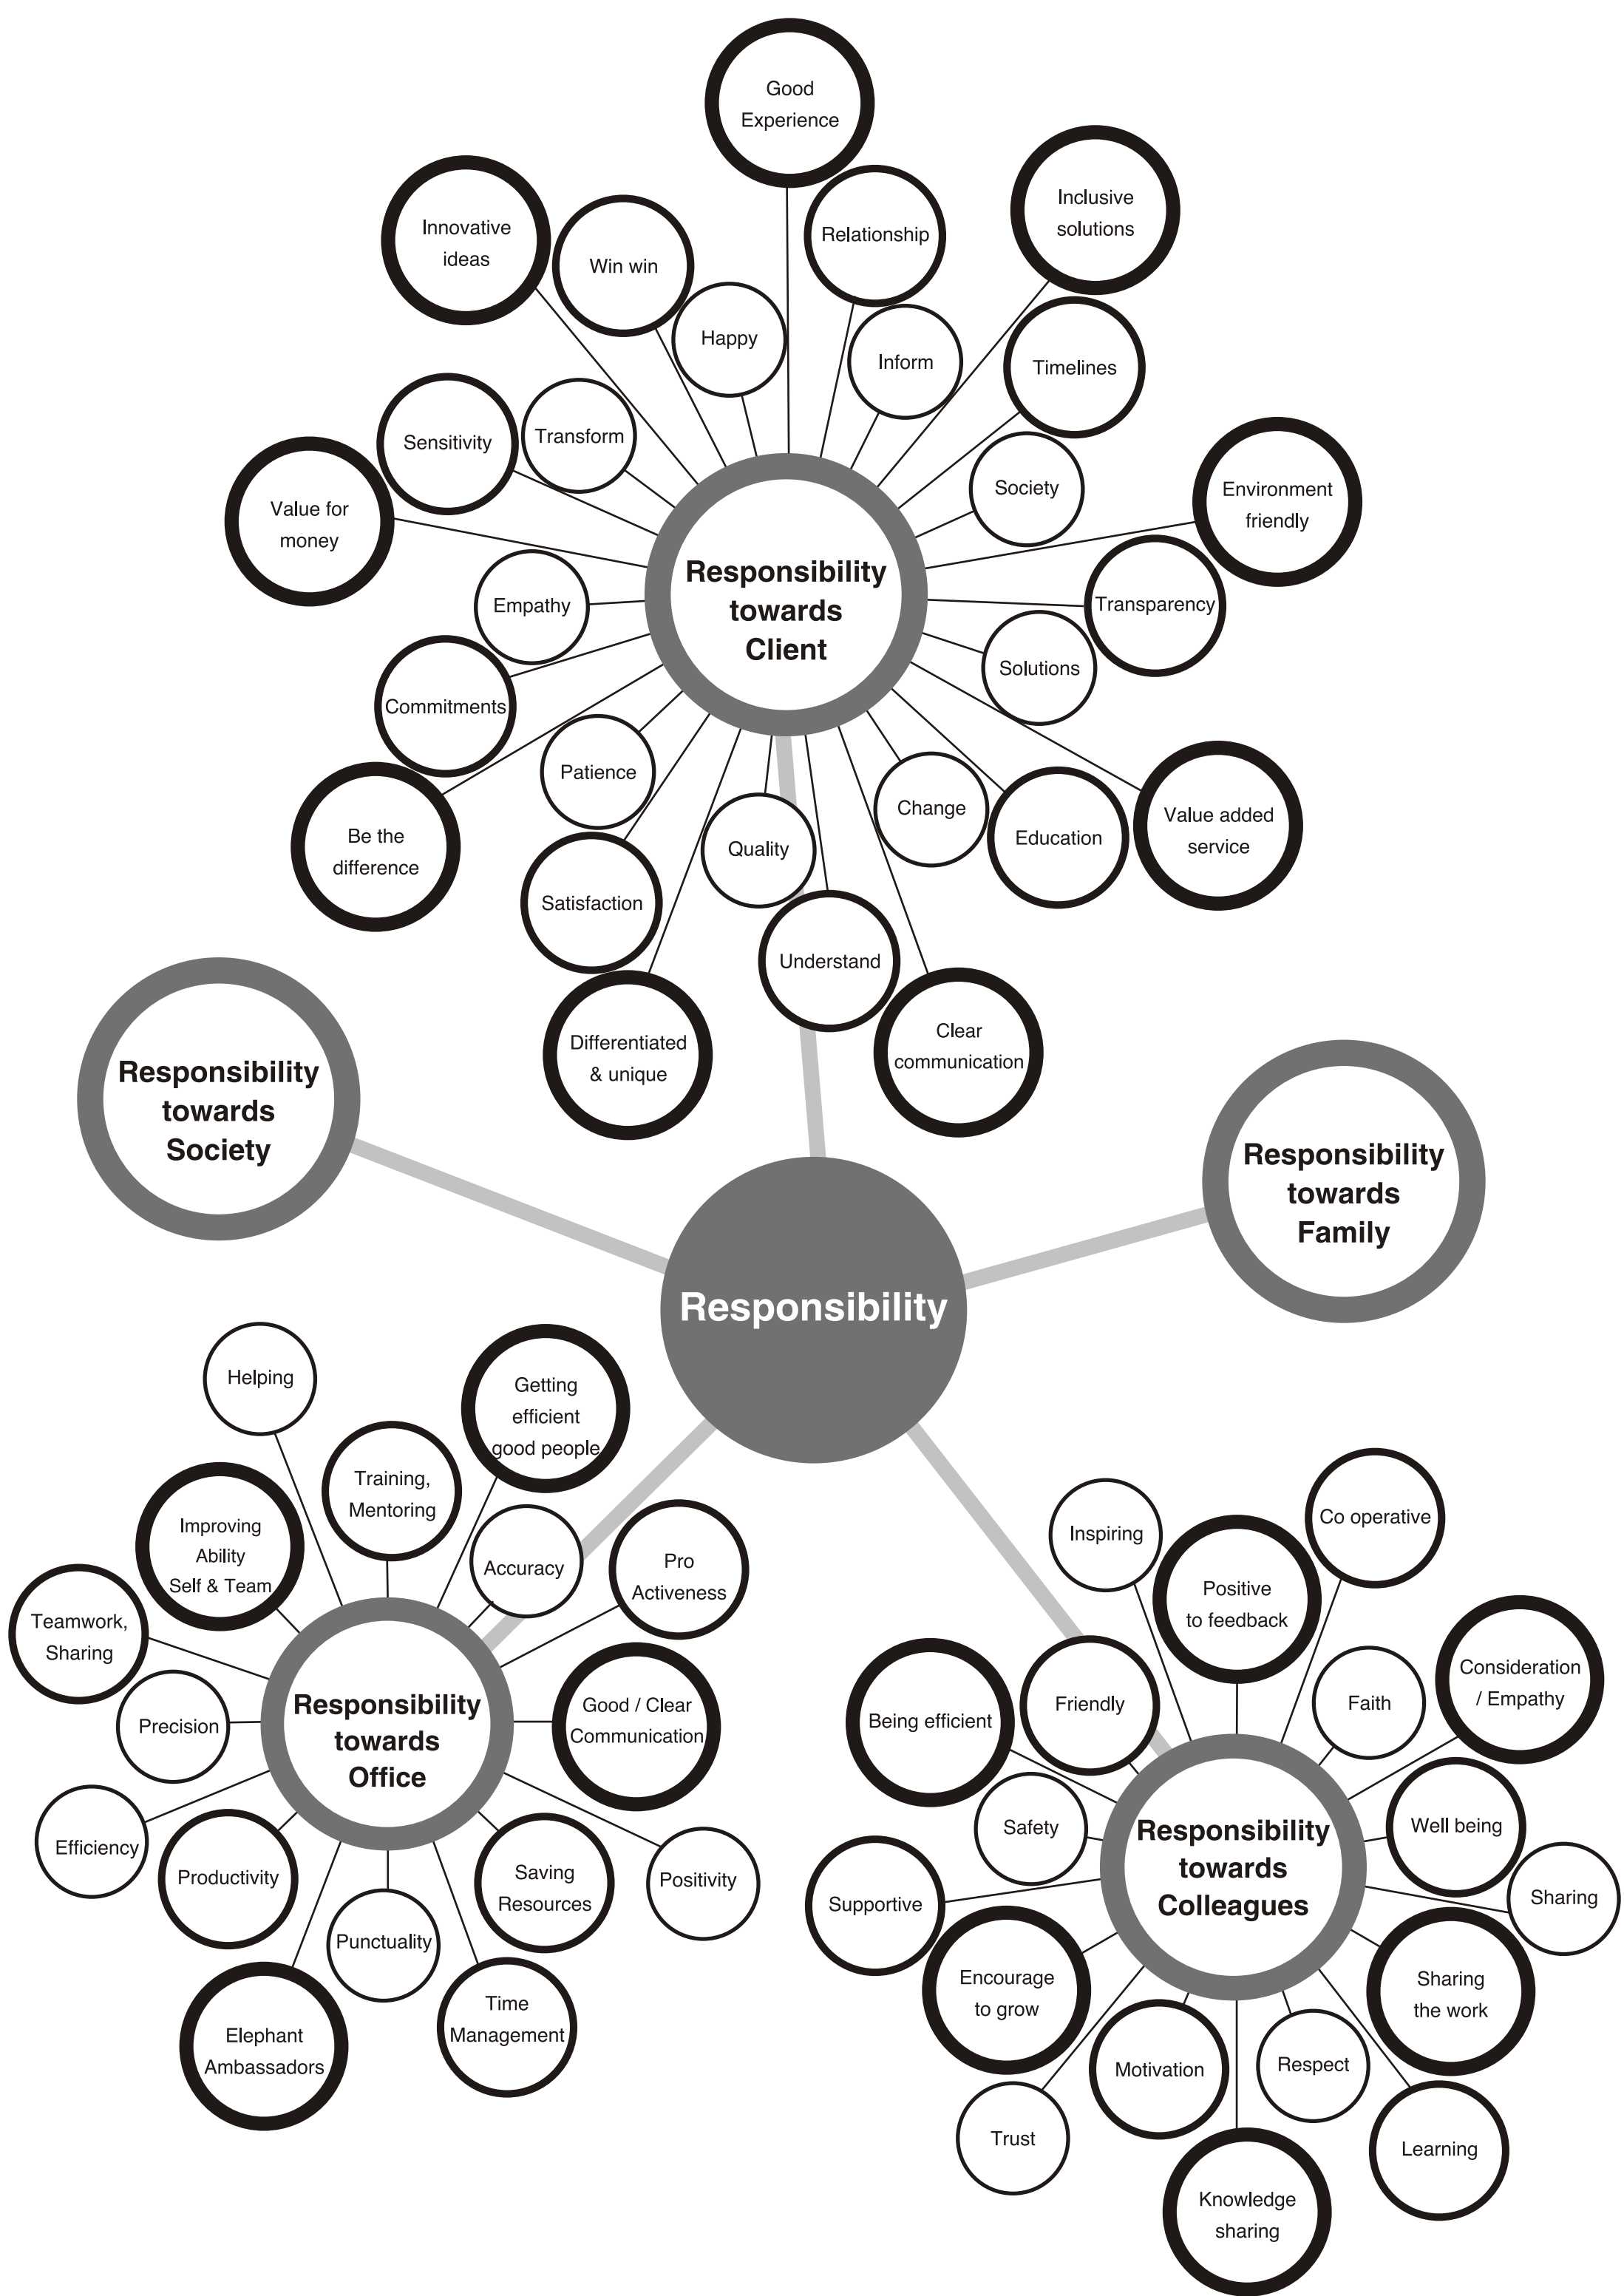 Good
Experience
Inclusive
solutions
Innovative
ideas
Win win
Relationship
Happy
Inform
Timelines
Sensitivity
Transform
Society
Environment
friendly
Value for
money
Responsibility
towards
Client
Empathy
Transparency
Solutions
Commitments
Patience
Change
Value added
service
Education
Be the
difference
Quality
Satisfaction
Understand
Differentiated
& unique
Clear
communication
Responsibility
towards
Society
Responsibility
towards
Family
Responsibility
Helping
Getting
efficient
good people
Training,
Mentoring
Improving
Ability
Self & Team
Accuracy
Pro
Activeness
Teamwork,
Sharing
Precision
Responsibility
towards
Office
Good / Clear
Communication
Efficiency
Productivity
Saving
Resources
Positivity
Punctuality
Time
Management
Elephant
Ambassadors
Inspiring
Co operative
Positive
to feedback
Consideration
/ Empathy
Being efficient
Friendly
Faith
Safety
Responsibility
towards
Colleagues
Well being
Supportive
Sharing
Encourage
to grow
Sharing
the work
Motivation
Respect
Trust
Learning
Knowledge
sharing